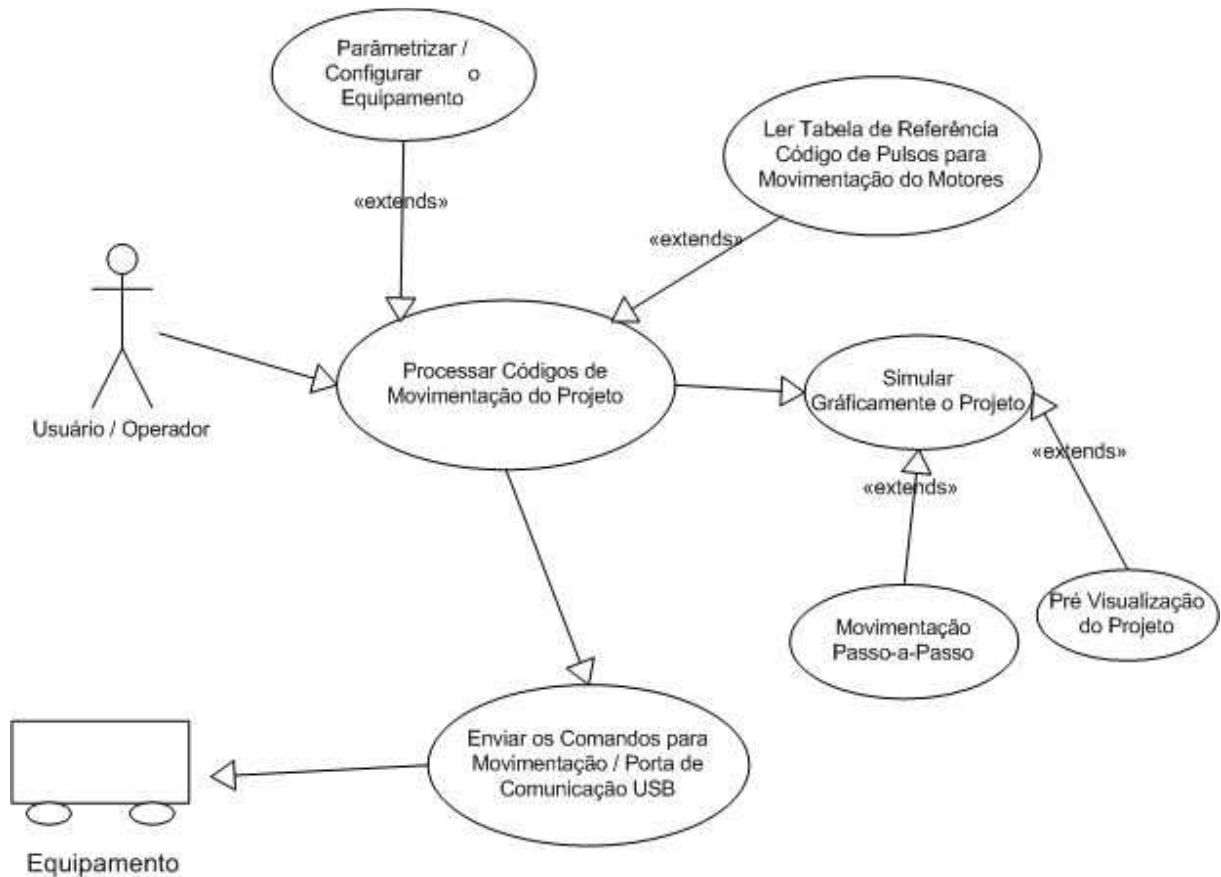 Parâmetrizar /
Configurar o
Equipamento
Ler Tabela de Referência
Código de Pulsos para
Movimentação do Motores
«extends»
«extends»
Usuário / Operador
Processar Códigos de
Movimentação do Projeto
Simular
Gráficamente o Projeto
«extends»
«extends»
Movimentação
Passo-a-Passo
Pré Visualização
do Projeto
Enviar os Comandos para
Movimentação / Porta de
Comunicação USB
Equipamento